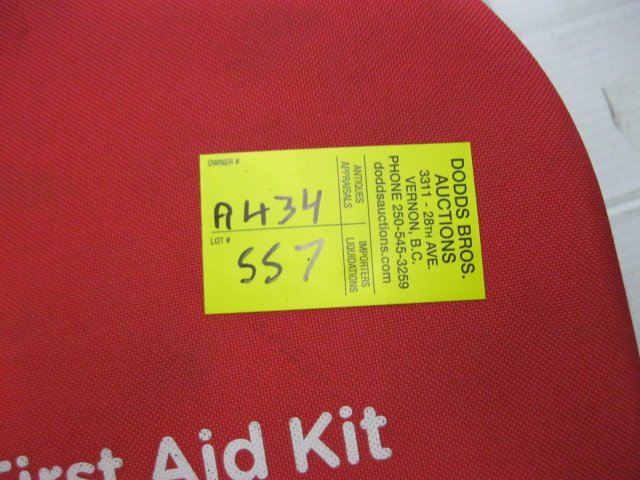 OWNER #
A434
LOT #
557
ANTIQUES
APPRAISALS
IMPORTERS
LIQUIDATIONS
DODDS BROS.
AUCTIONS
3311 - 28TH AVE.
VERNON, B.C.
PHONE 250-545-3259
doddsauctions.com
First Aid Kit